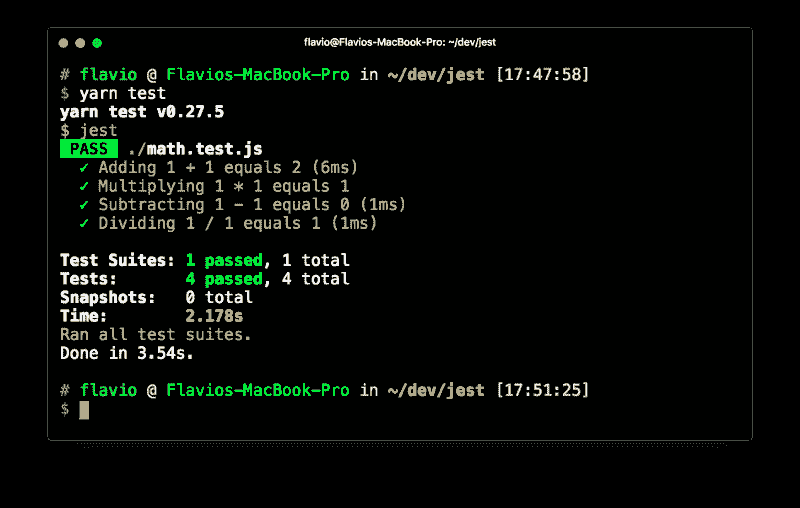 flavio@Flavios-MacBook-Pro: ~/dev/jest
# flavio @ Flavios-MacBook-Pro in ~/dev/jest [17:47:58]
$ yarn test
yarn test v0.27.5
$ jest
PASS ./math.test.js
✓ Adding 1 + 1 equals 2 (6ms)
✓ Multiplying 1 * 1 equals 1
✓ Subtracting 1 - 1 equals 0 (1ms)
✓ Dividing 1 / 1 equals 1 (1ms)
Test Suites: 1 passed, 1 total
Tests: 4 passed, 4 total
Snapshots: 0 total
Time: 2.178s
Ran all test suites.
Done in 3.54s.
# flavio @ Flavios-MacBook-Pro in ~/dev/jest [17:51:25]
$